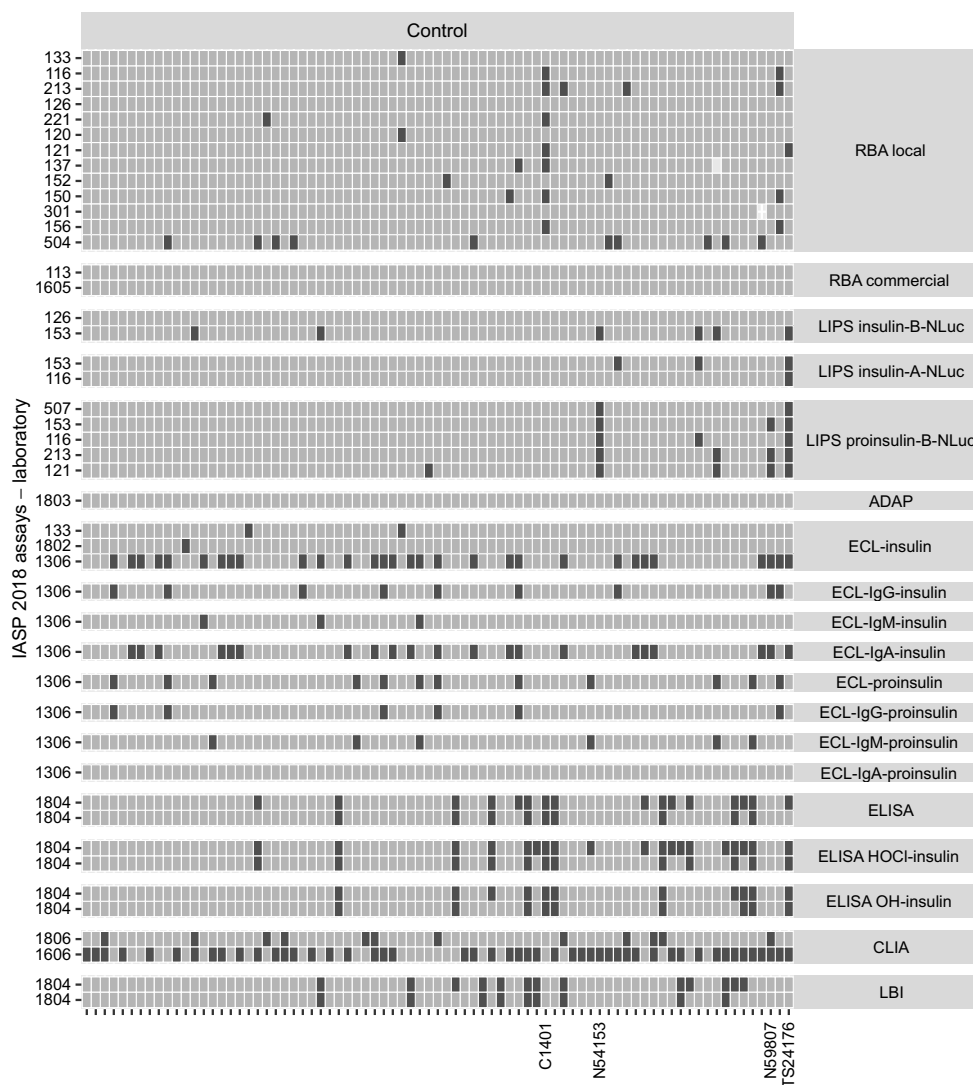 Control
IASP 2018 assays – laboratory
133
116
213
126
221
120
121
137
152
150
301
156
504
RBA local
113
1605
RBA commercial
126
153
LIPS insulin-B-NLuc
153
116
LIPS insulin-A-NLuc
507
153
116
213
121
LIPS proinsulin-B-NLuc
1803
ADAP
133
1802
1306
ECL-insulin
1306
ECL-IgG-insulin
1306
ECL-IgM-insulin
1306
ECL-IgA-insulin
1306
ECL-proinsulin
1306
ECL-IgG-proinsulin
1306
ECL-IgM-proinsulin
1306
ECL-IgA-proinsulin
1804
1804
ELISA
1804
1804
ELISA HOCl-insulin
1804
1804
ELISA OH-insulin
1806
1606
CLIA
1804
1804
LBI
C1401
N54153
N59807
TS24176